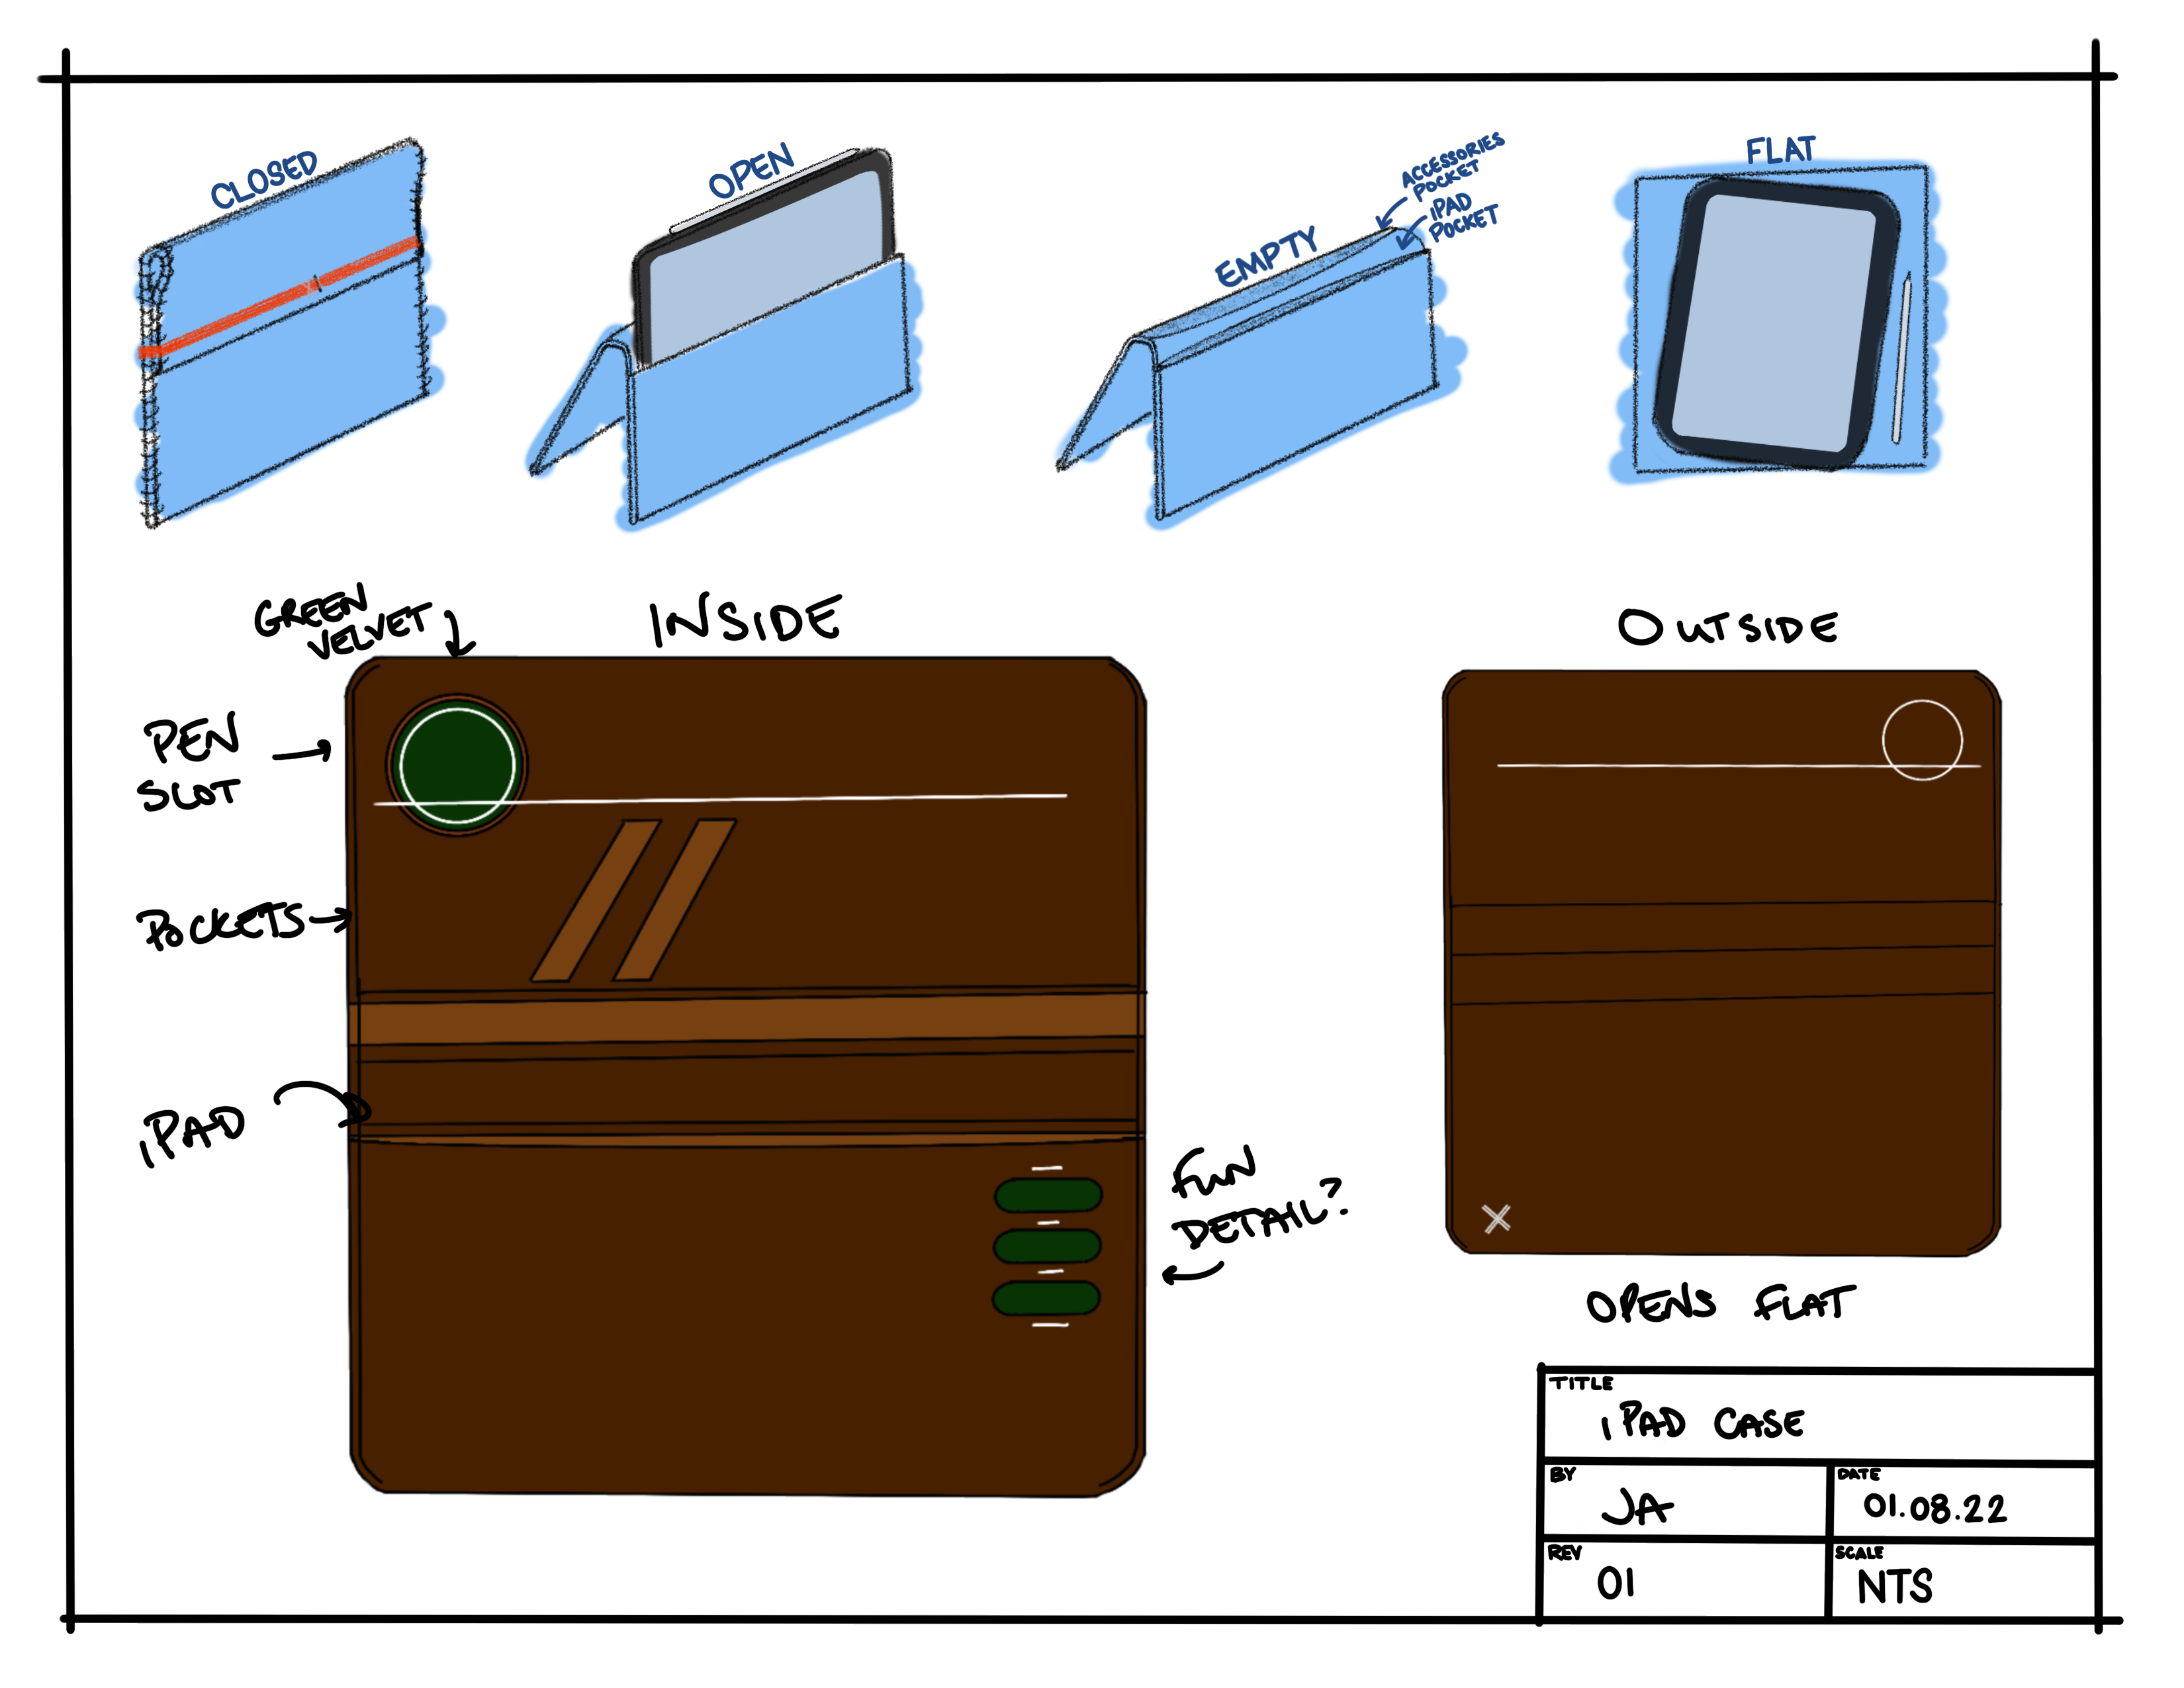 CLOSED
OPEN
EMPTY
ACCESSORIES
POCKET
iPAD
POCKET
FLAT
GREEN
VELVET
INSIDE
OUTSIDE
PEN
SLOT
POCKETS
iPAD
FUN
DETAIL?
OPENS FLAT
TITLE
iPAD CASE
BY
JA
DATE
01.08.22
REV
01
SCALE
NTS